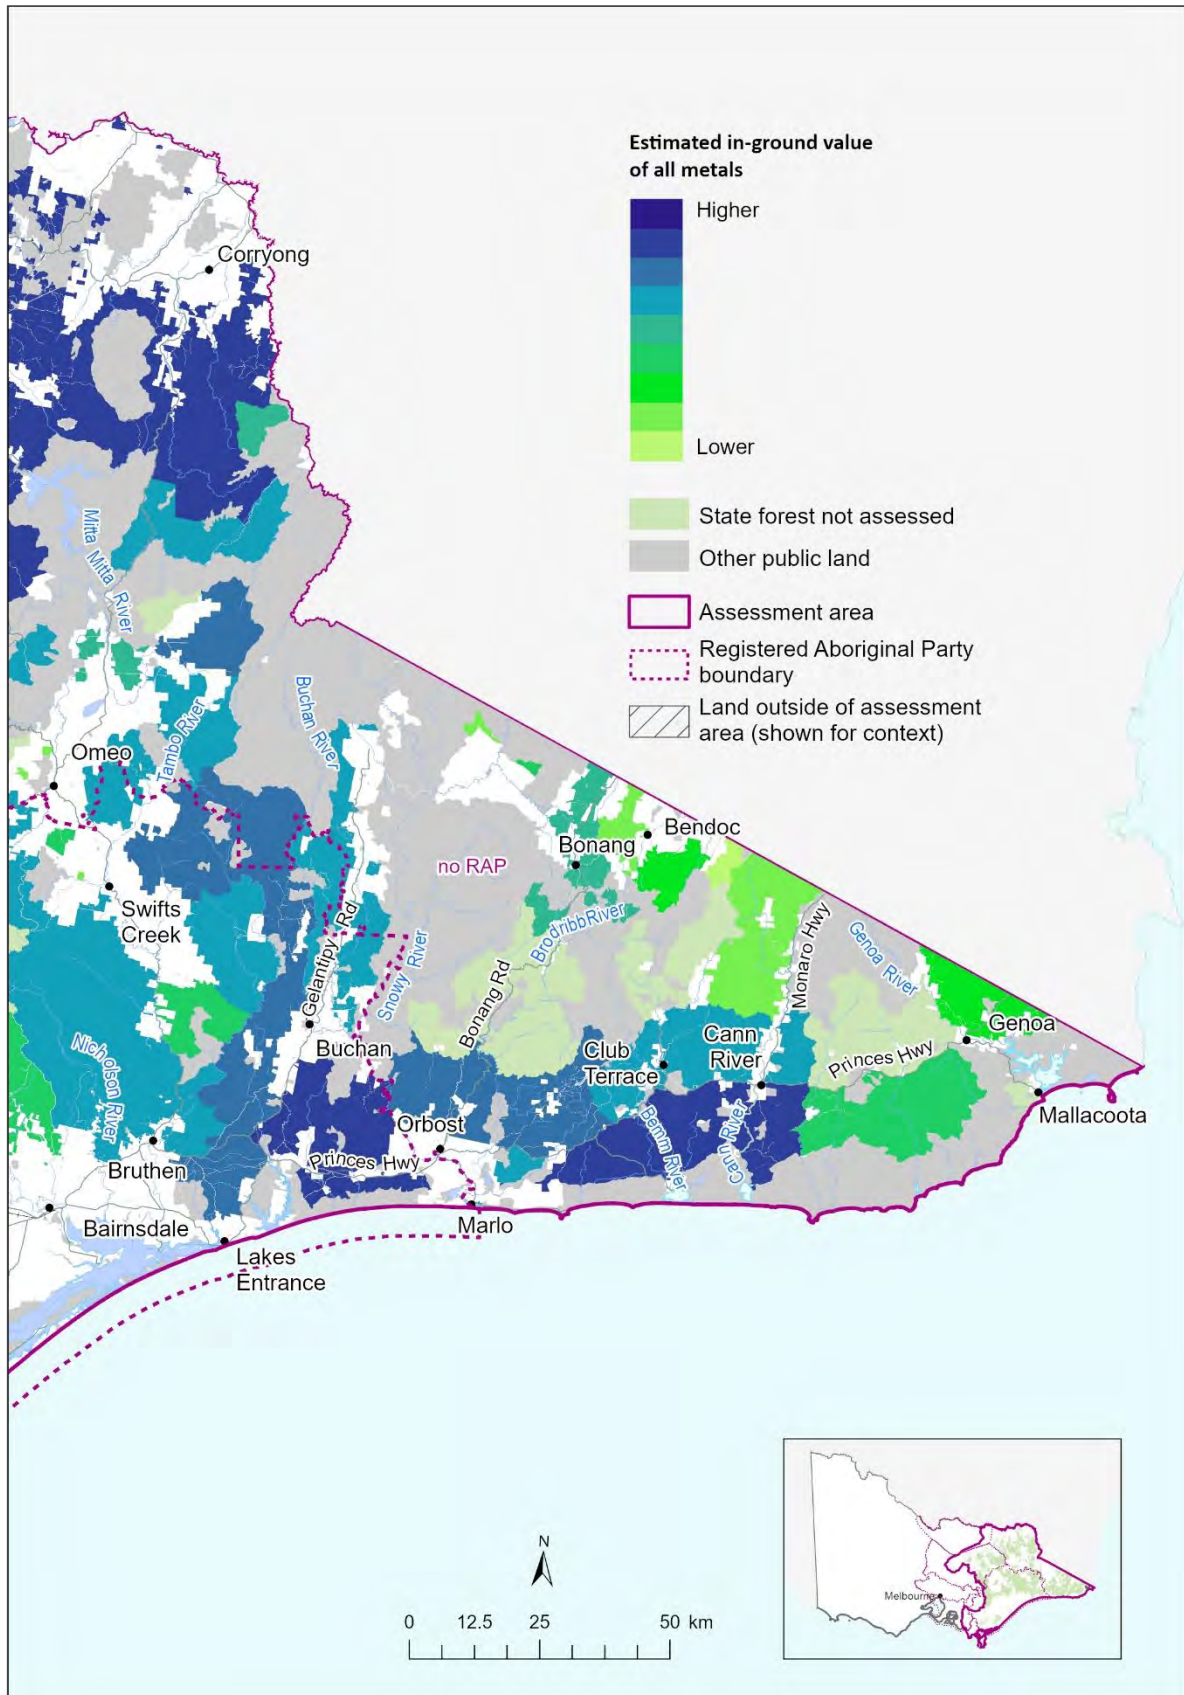 Estimated in-ground value
of all metals
Higher
Lower
State forest not assessed
Other public land
Assessment area
Registered Aboriginal Party
boundary
Land outside of assessment
area (shown for context)
Corryong
Mitta Mitta River
Buchan River
Tambo River
Omeo
Bendoc
Bonang
no RAP
Swifts
Creek
Gelantipy Rd
Snowy River
Brodribb River
Bonang Rd
Monaro Hwy
Genoa River
Genoa
Buchan
Club
Terrace
Cann
River
Princes Hwy
Nicholson River
Mallacoota
Orbost
Bemm River
Cann River
Bruthen
Princes Hwy
Bairnsdale
Marlo
Lakes
Entrance
N
0 12.5 25 50 km
Melbourne